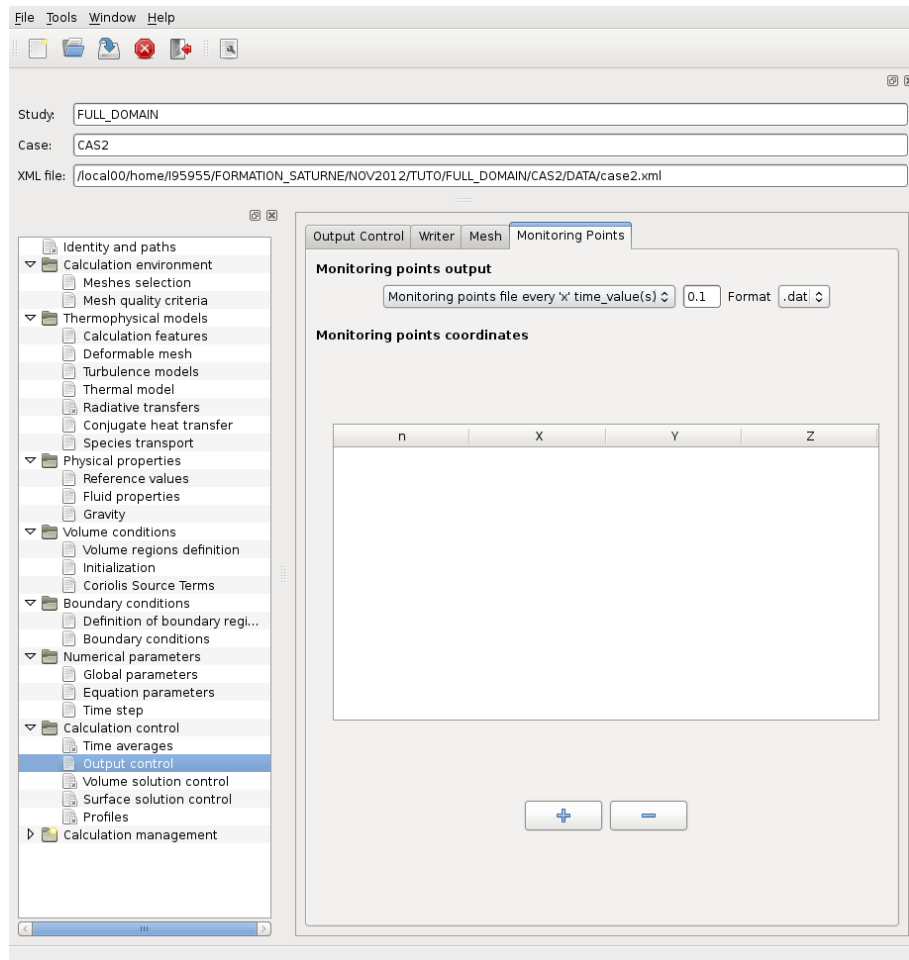 File Tools Window Help
Study: FULL_DOMAIN
Case: CAS2
XML file: /local00/home/I95955/FORMATION_SATURNE/NOV2012/TUTO/FULL_DOMAIN/CAS2/DATA/case2.xml
Identity and paths
Calculation environment
Meshes selection
Mesh quality criteria
Thermophysical models
Calculation features
Deformable mesh
Turbulence models
Thermal model
Radiative transfers
Conjugate heat transfer
Species transport
Physical properties
Reference values
Fluid properties
Gravity
Volume conditions
Volume regions definition
Initialization
Coriolis Source Terms
Boundary conditions
Definition of boundary regi...
Boundary conditions
Numerical parameters
Global parameters
Equation parameters
Time step
Calculation control
Time averages
Output control
Volume solution control
Surface solution control
Profiles
Calculation management
Output Control Writer Mesh Monitoring Points
Monitoring points output
Monitoring points file every 'x' time_value(s) 0.1 Format .dat
Monitoring points coordinates
n X Y Z